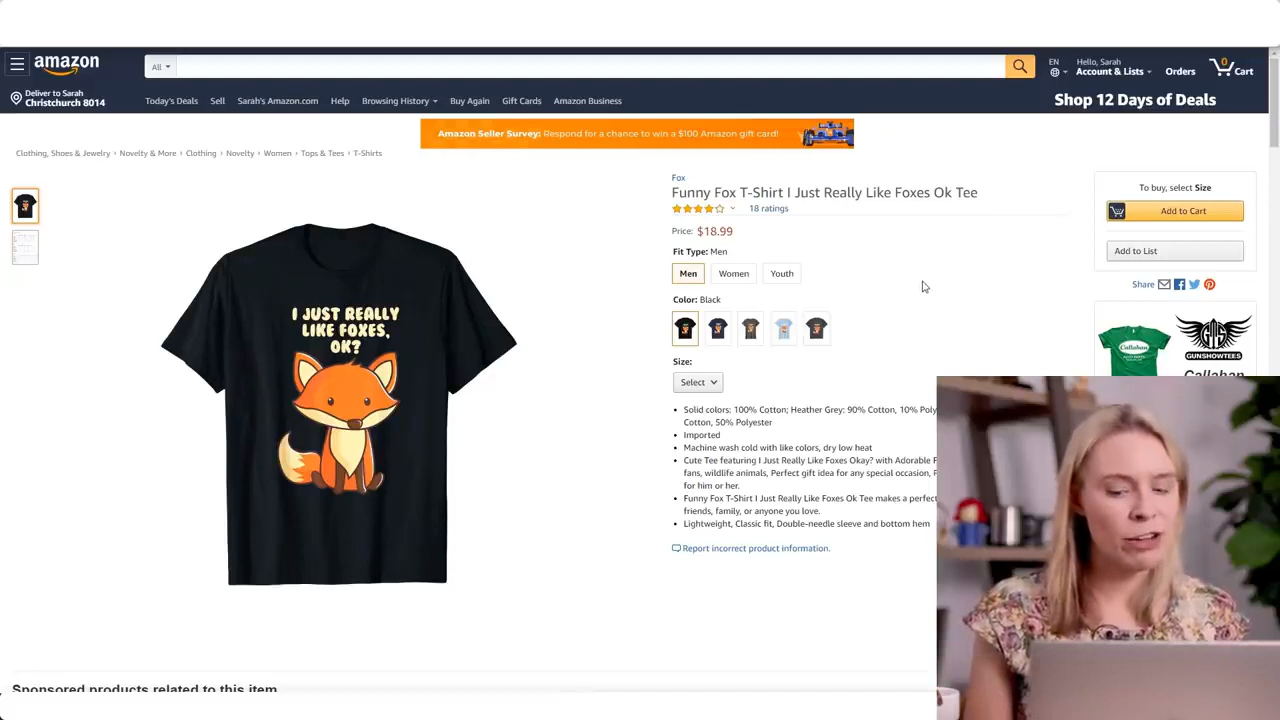 amazon
All
EN
Hello, Sarah
Account & Lists
Orders
0
Cart
Deliver to Sarah
Christchurch 8014
Today's Deals
Sell
Sarah's Amazon.com
Help
Browsing History
Buy Again
Gift Cards
Amazon Business
Shop 12 Days of Deals
Amazon Seller Survey: Respond for a chance to win a $100 Amazon gift card!
Clothing, Shoes & Jewelry › Novelty & More › Clothing › Novelty › Women › Tops & Tees › T-Shirts
I JUST REALLY
LIKE FOXES,
OK?
Fox
Funny Fox T-Shirt I Just Really Like Foxes Ok Tee
18 ratings
Price: $18.99
Fit Type: Men
Men
Women
Youth
Color: Black
Size:
Select
• Solid colors: 100% Cotton; Heather Grey: 90% Cotton, 10% Poly
Cotton, 50% Polyester
• Imported
• Machine wash cold with like colors, dry low heat
• Cute Tee featuring I Just Really Like Foxes Okay? with Adorable F
fans, wildlife animals, Perfect gift idea for any special occasion, F
for him or her.
• Funny Fox T-Shirt I Just Really Like Foxes Ok Tee makes a perfect
friends, family, or anyone you love.
• Lightweight, Classic fit, Double-needle sleeve and bottom hem
Report incorrect product information.
To buy, select Size
Add to Cart
Add to List
Share
Callahan
GTS
GUNSHOWTEES
Callahan
Sponsored products related to this item